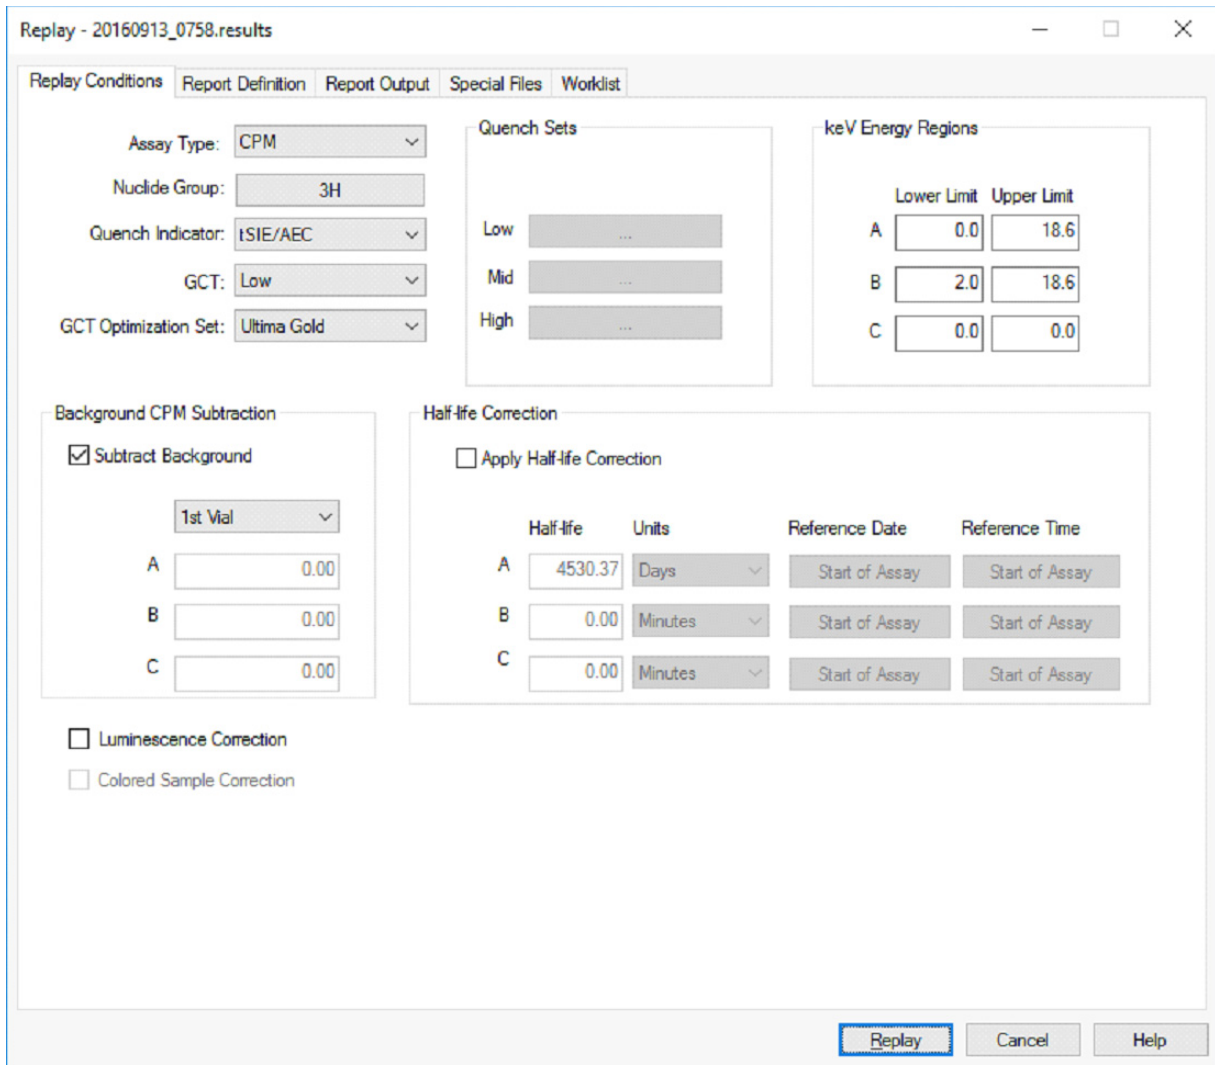 Replay - 20160913_0758.results
Replay Conditions Report Definition Report Output Special Files Worklist
Assay Type: CPM
Nuclide Group: 3H
Quench Indicator: tSIE/AEC
GCT: Low
GCT Optimization Set: Ultima Gold
Quench Sets
Low ...
Mid ...
High ...
keV Energy Regions
Lower Limit Upper Limit
A 0.0 18.6
B 2.0 18.6
C 0.0 0.0
Background CPM Subtraction
Subtract Background
1st Vial
A 0.00
B 0.00
C 0.00
Half-life Correction
Apply Half-life Correction
Half-life Units Reference Date Reference Time
A 4530.37 Days Start of Assay Start of Assay
B 0.00 Minutes Start of Assay Start of Assay
C 0.00 Minutes Start of Assay Start of Assay
Luminescence Correction
Colored Sample Correction
Replay Cancel Help